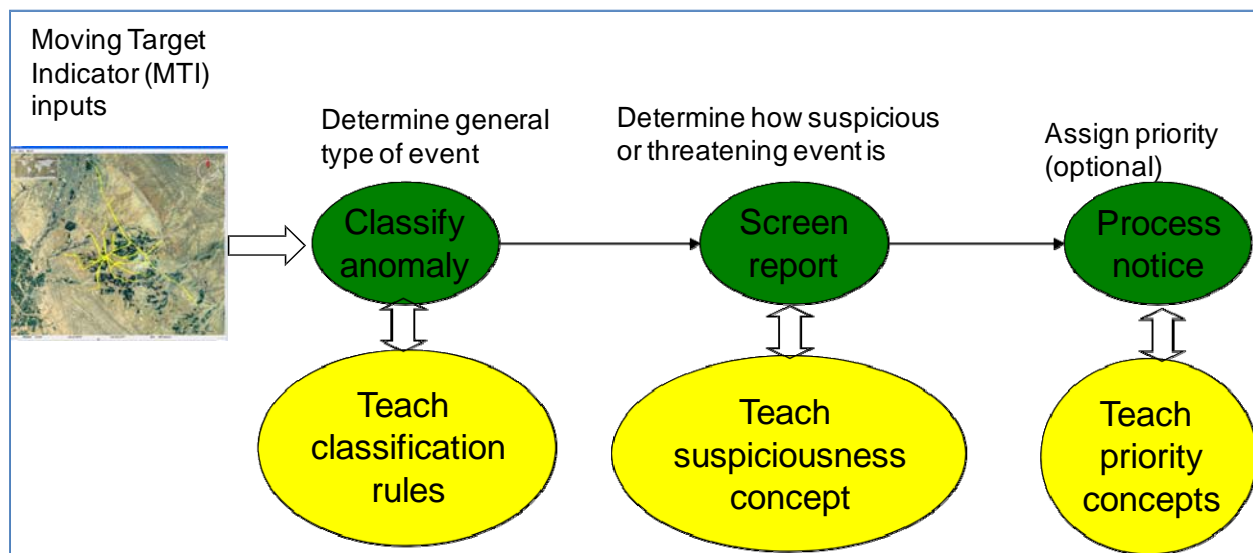 Moving Target
Indicator (MTI)
inputs
Determine general
type of event
Determine how suspicious
or threatening event is
Assign priority
(optional)
Classify
anomaly
Screen
report
Process
notice
Teach
classification
rules
Teach
suspiciousness
concept
Teach
priority
concepts